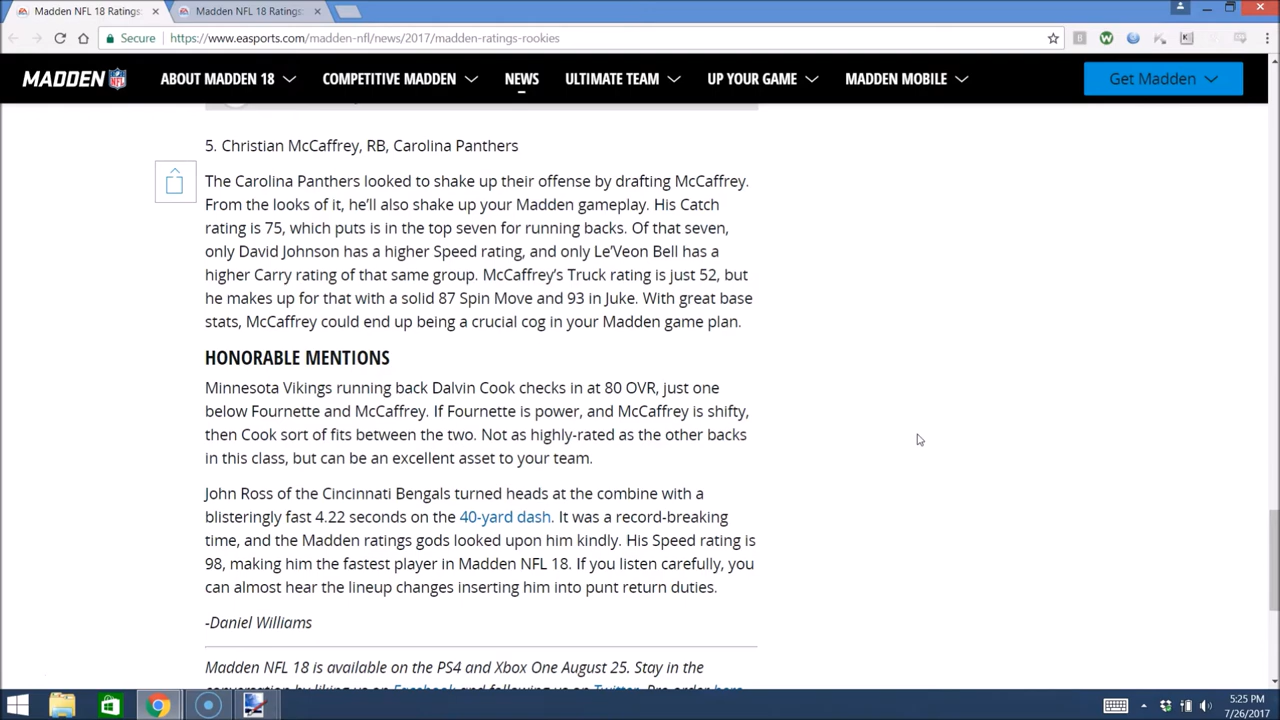 Madden NFL 18 Ratings:
Madden NFL 18 Ratings:
Secure https://www.easports.com/madden-nfl/news/2017/madden-ratings-rookies
MADDEN NFL ABOUT MADDEN 18 COMPETITIVE MADDEN NEWS ULTIMATE TEAM UP YOUR GAME MADDEN MOBILE Get Madden
5. Christian McCaffrey, RB, Carolina Panthers
The Carolina Panthers looked to shake up their offense by drafting McCaffrey.
From the looks of it, he'll also shake up your Madden gameplay. His Catch
rating is 75, which puts is in the top seven for running backs. Of that seven,
only David Johnson has a higher Speed rating, and only Le'Veon Bell has a
higher Carry rating of that same group. McCaffrey's Truck rating is just 52, but
he makes up for that with a solid 87 Spin Move and 93 in Juke. With great base
stats, McCaffrey could end up being a crucial cog in your Madden game plan.
HONORABLE MENTIONS
Minnesota Vikings running back Dalvin Cook checks in at 80 OVR, just one
below Fournette and McCaffrey. If Fournette is power, and McCaffrey is shifty,
then Cook sort of fits between the two. Not as highly-rated as the other backs
in this class, but can be an excellent asset to your team.
John Ross of the Cincinnati Bengals turned heads at the combine with a
blisteringly fast 4.22 seconds on the 40-yard dash. It was a record-breaking
time, and the Madden ratings gods looked upon him kindly. His Speed rating is
98, making him the fastest player in Madden NFL 18. If you listen carefully, you
can almost hear the lineup changes inserting him into punt return duties.
-Daniel Williams
Madden NFL 18 is available on the PS4 and Xbox One August 25. Stay in the
conversation by liking us on Facebook and following us on Twitter. Pre-order here
5:25 PM
7/26/2017